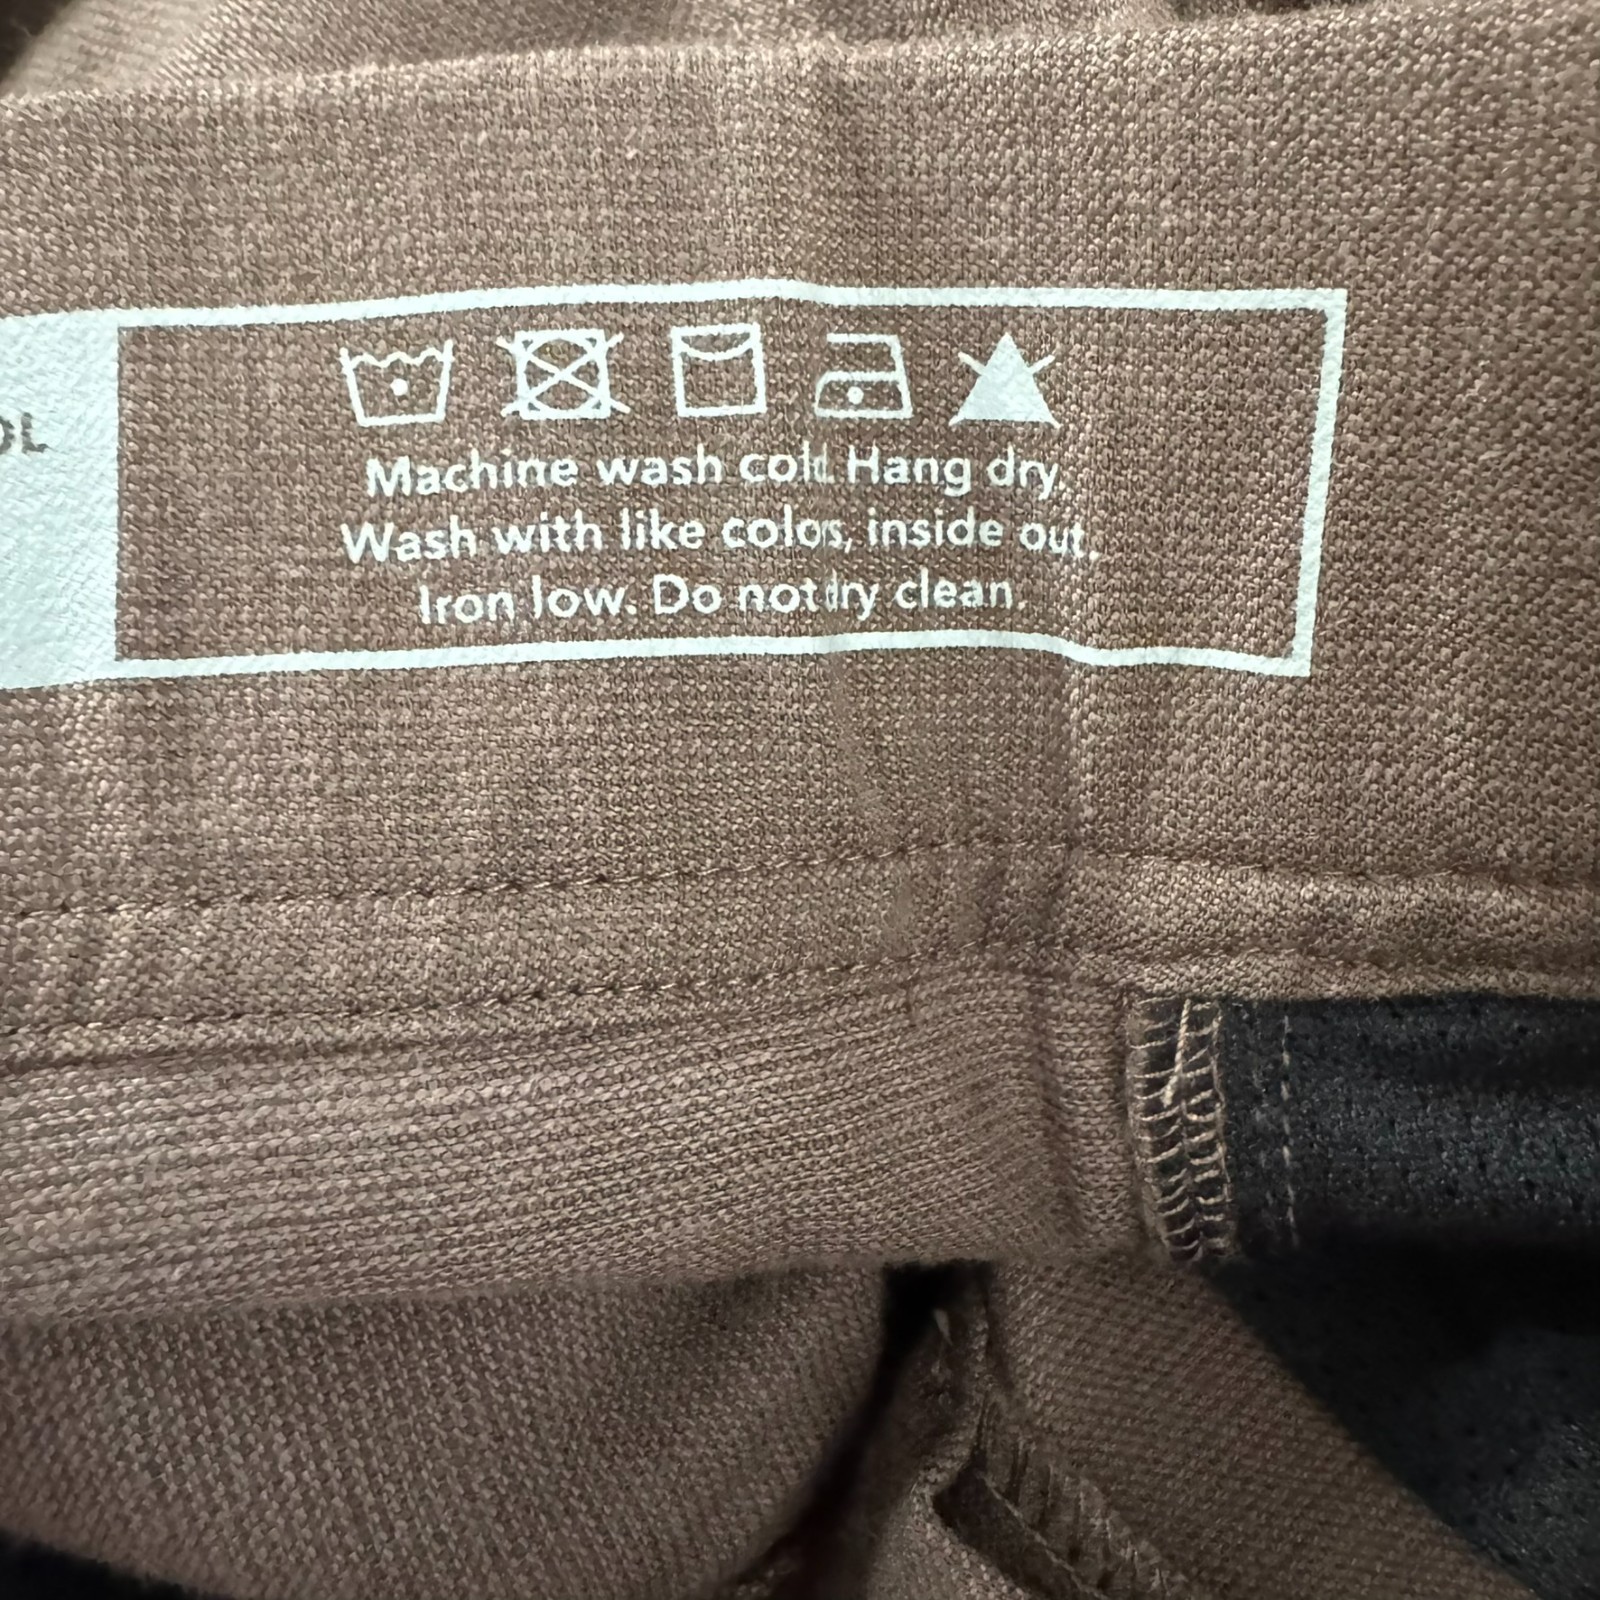 Machine wash cold. Hang dry.
Wash with like colors, inside out.
Iron low. Do not dry clean.